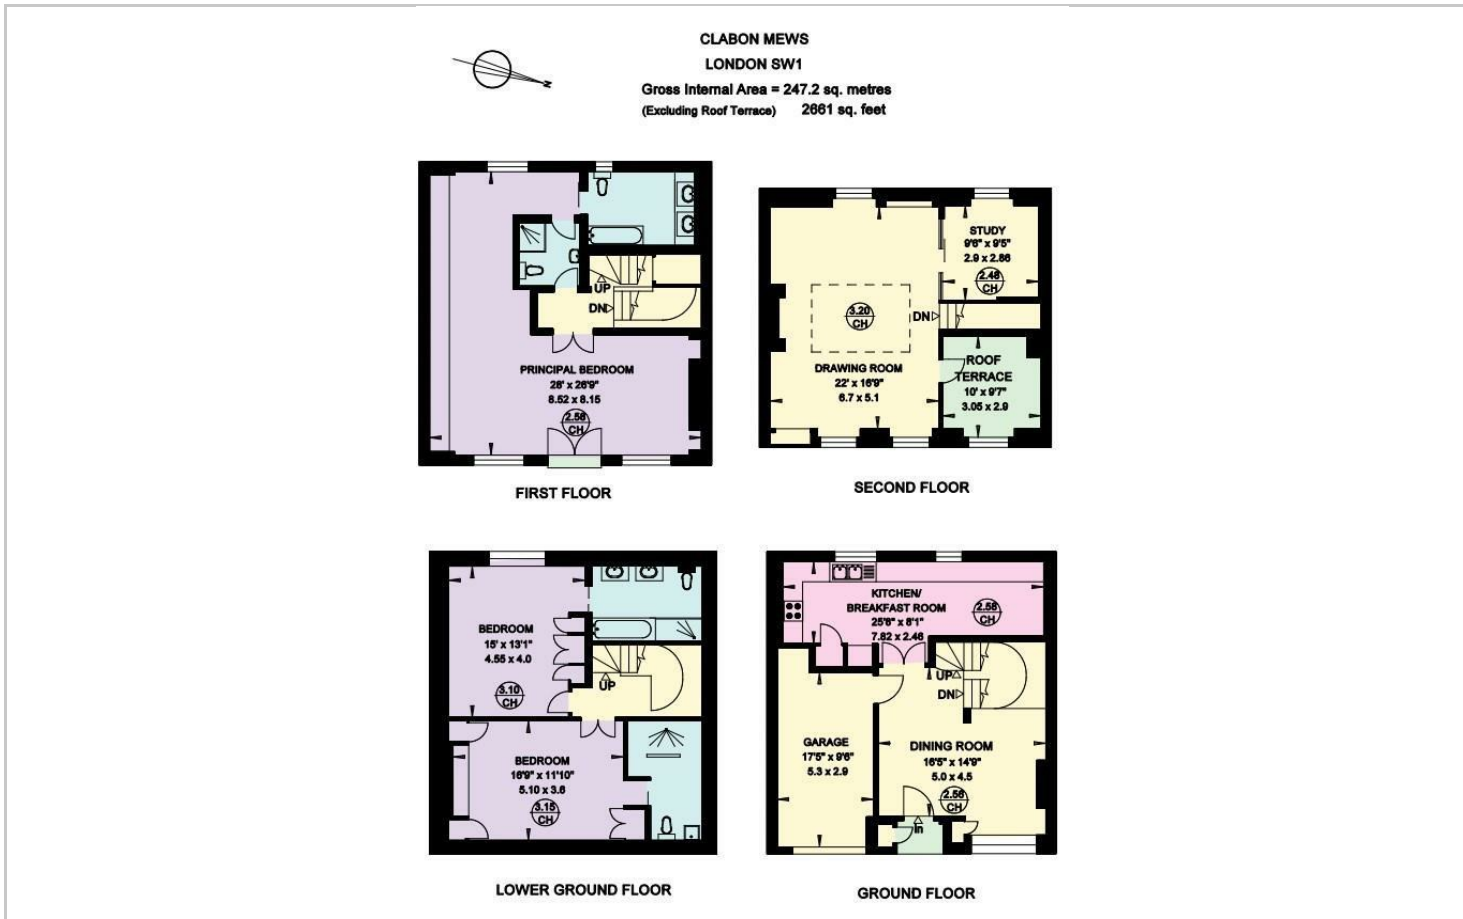 CLABON MEWS
LONDON SW1
Gross Internal Area = 247.2 sq. metres
(Excluding Roof Terrace) 2661 sq. feet
N
UP
DN
PRINCIPAL BEDROOM
28' x 26'9"
8.52 x 8.15
2.56
CH
FIRST FLOOR
STUDY
9'6" x 9'5"
2.9 x 2.86
2.48
CH
3.20
CH
DN
DRAWING ROOM
22' x 16'9"
6.7 x 5.1
ROOF
TERRACE
10' x 9'7"
3.05 x 2.9
SECOND FLOOR
BEDROOM
15' x 13'1"
4.55 x 4.0
3.10
CH
UP
BEDROOM
16'9" x 11'10"
5.10 x 3.6
3.15
CH
LOWER GROUND FLOOR
KITCHEN/
BREAKFAST ROOM
25'8" x 8'1"
7.82 x 2.46
2.56
CH
UP
DN
GARAGE
17'5" x 9'6"
5.3 x 2.9
DINING ROOM
16'5" x 14'9"
5.0 x 4.5
2.56
CH
In
GROUND FLOOR